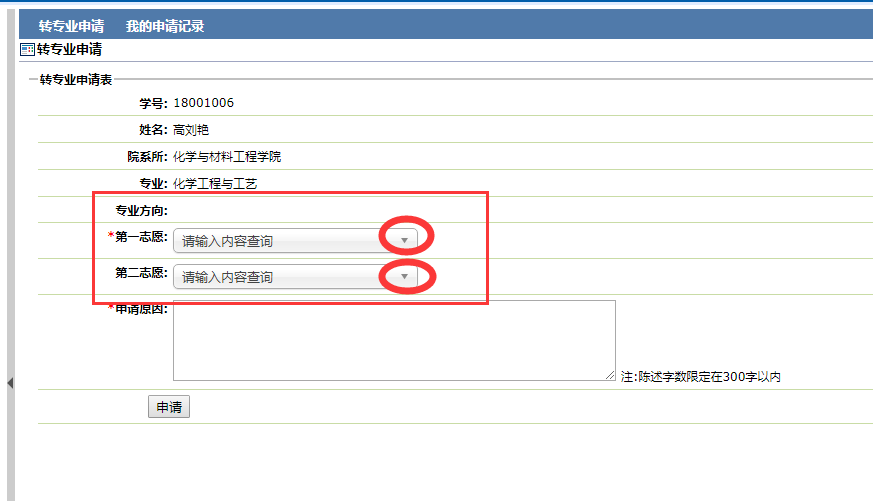 转专业申请 我的申请记录
转专业申请
转专业申请表
学号: 18001006
姓名: 高刘艳
院系所: 化学与材料工程学院
专业: 化学工程与工艺
专业方向:
*第一志愿: 请输入内容查询
第二志愿: 请输入内容查询
*申请原因:
注:陈述字数限定在300字以内
申请